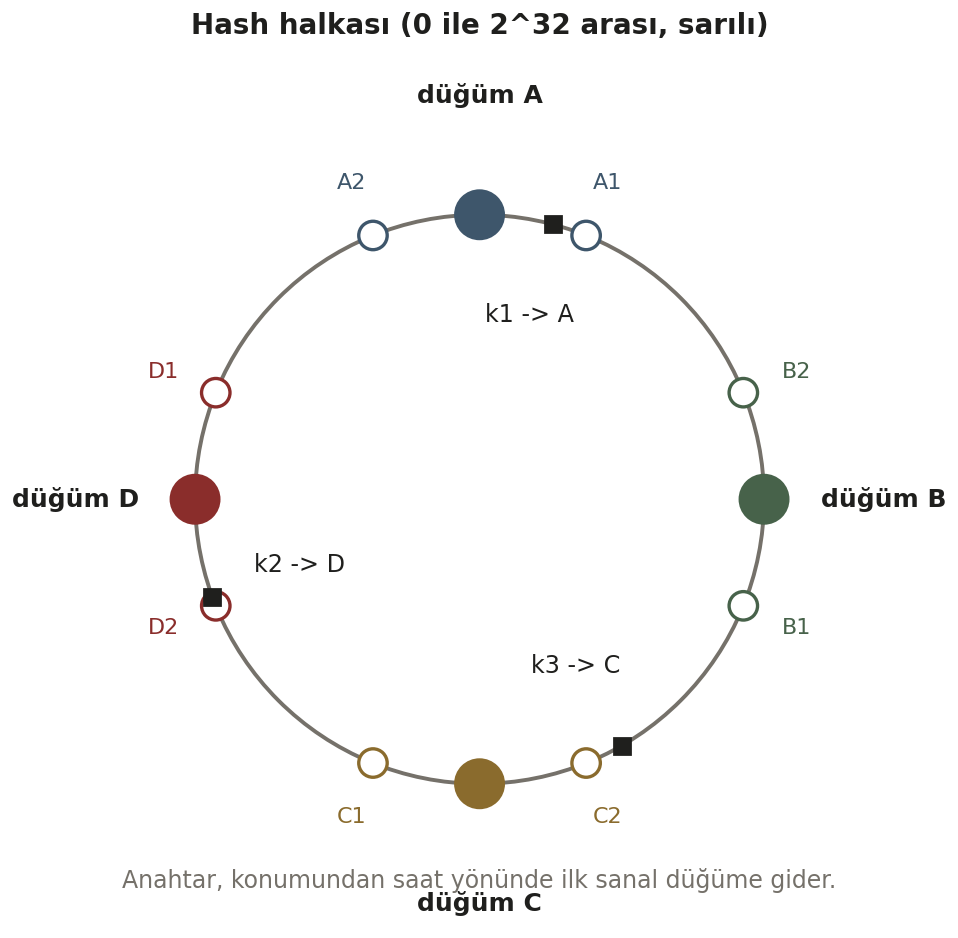 Hash halkası (0 ile 2^32 arası, sarılı)
düğüm A
A2
A1
k1 -> A
D1
B2
düğüm D
düğüm B
k2 -> D
D2
B1
k3 -> C
C1
C2
Anahtar, konumundan saat yönünde ilk sanal düğüme gider.
düğüm C